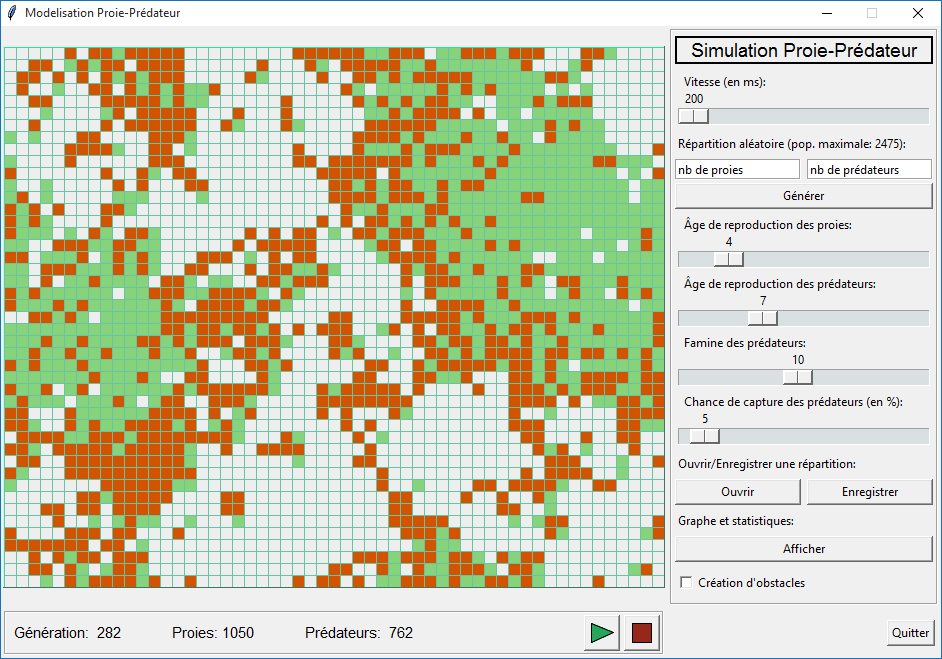 Modelisation Proie-Prédateur
Simulation Proie-Prédateur
Vitesse (en ms):
200
Répartition aléatoire (pop. maximale: 2475):
nb de proies nb de prédateurs
Générer
Âge de reproduction des proies:
4
Âge de reproduction des prédateurs:
7
Famine des prédateurs:
10
Chance de capture des prédateurs (en %):
5
Ouvrir/Enregistrer une répartition:
Ouvrir Enregistrer
Graphe et statistiques:
Afficher
Création d'obstacles
Génération: 282 Proies: 1050 Prédateurs: 762
Quitter